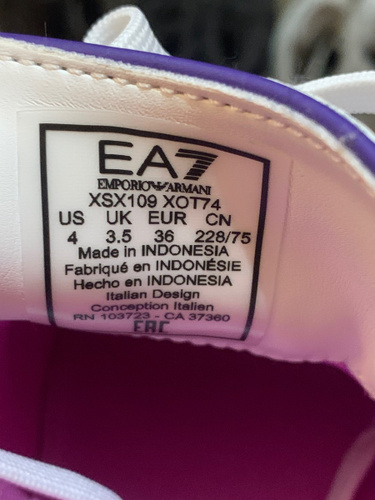 EA7
EMPORIO ARMANI
XSX109 XOT74
US UK EUR CN
4 3.5 36 228/75
Made in INDONESIA
Fabriqué en INDONÉSIE
Hecho en INDONESIA
Italian Design
Conception Italien
RN 103723 - CA 37360
EAC